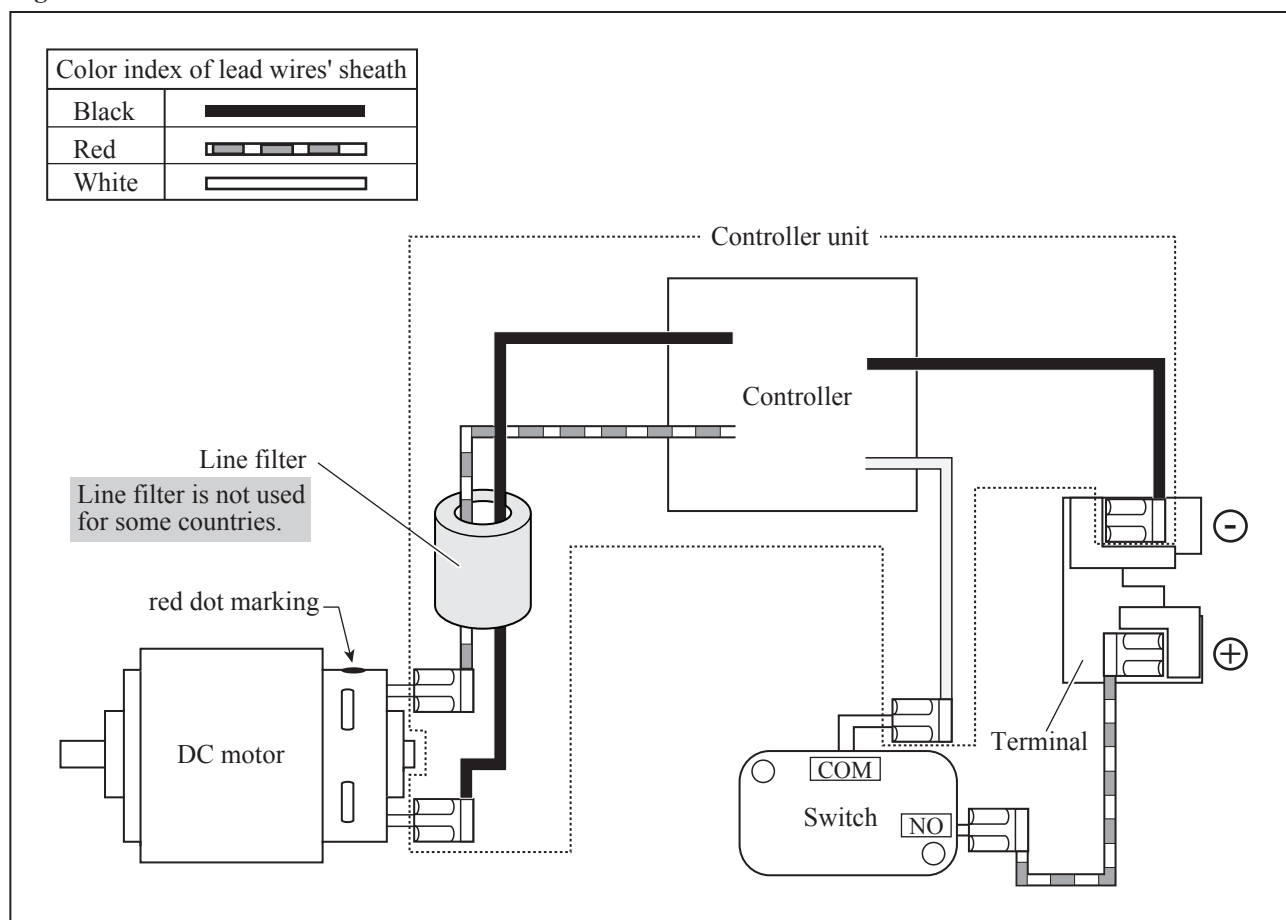 Color index of lead wires' sheath
Black
Red
White
Controller unit
Controller
Line filter
Line filter is not used
for some countries.
-
red dot marking
+
DC motor
Terminal
COM
Switch
NO